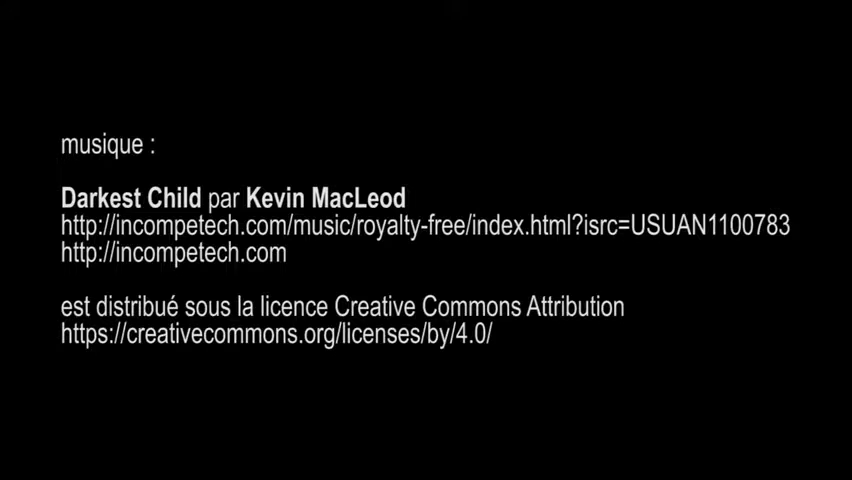 musique :
Darkest Child par Kevin MacLeod
http://incompetech.com/music/royalty-free/index.html?isrc=USUAN1100783
http://incompetech.com
est distribué sous la licence Creative Commons Attribution
https://creativecommons.org/licenses/by/4.0/